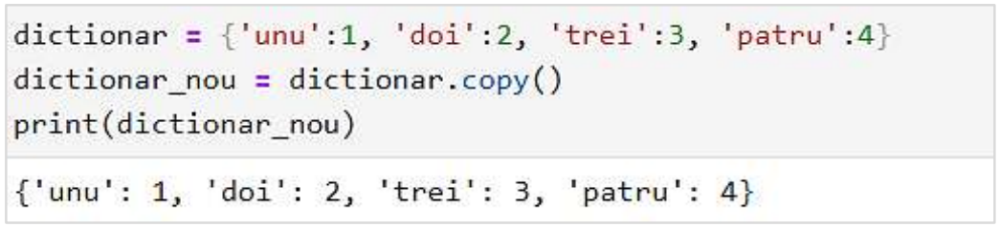 dictionar = {'unu':1, 'doi':2, 'trei':3, 'patru':4}
dictionar_nou = dictionar.copy()
print(dictionar_nou)
{'unu': 1, 'doi': 2, 'trei': 3, 'patru': 4}